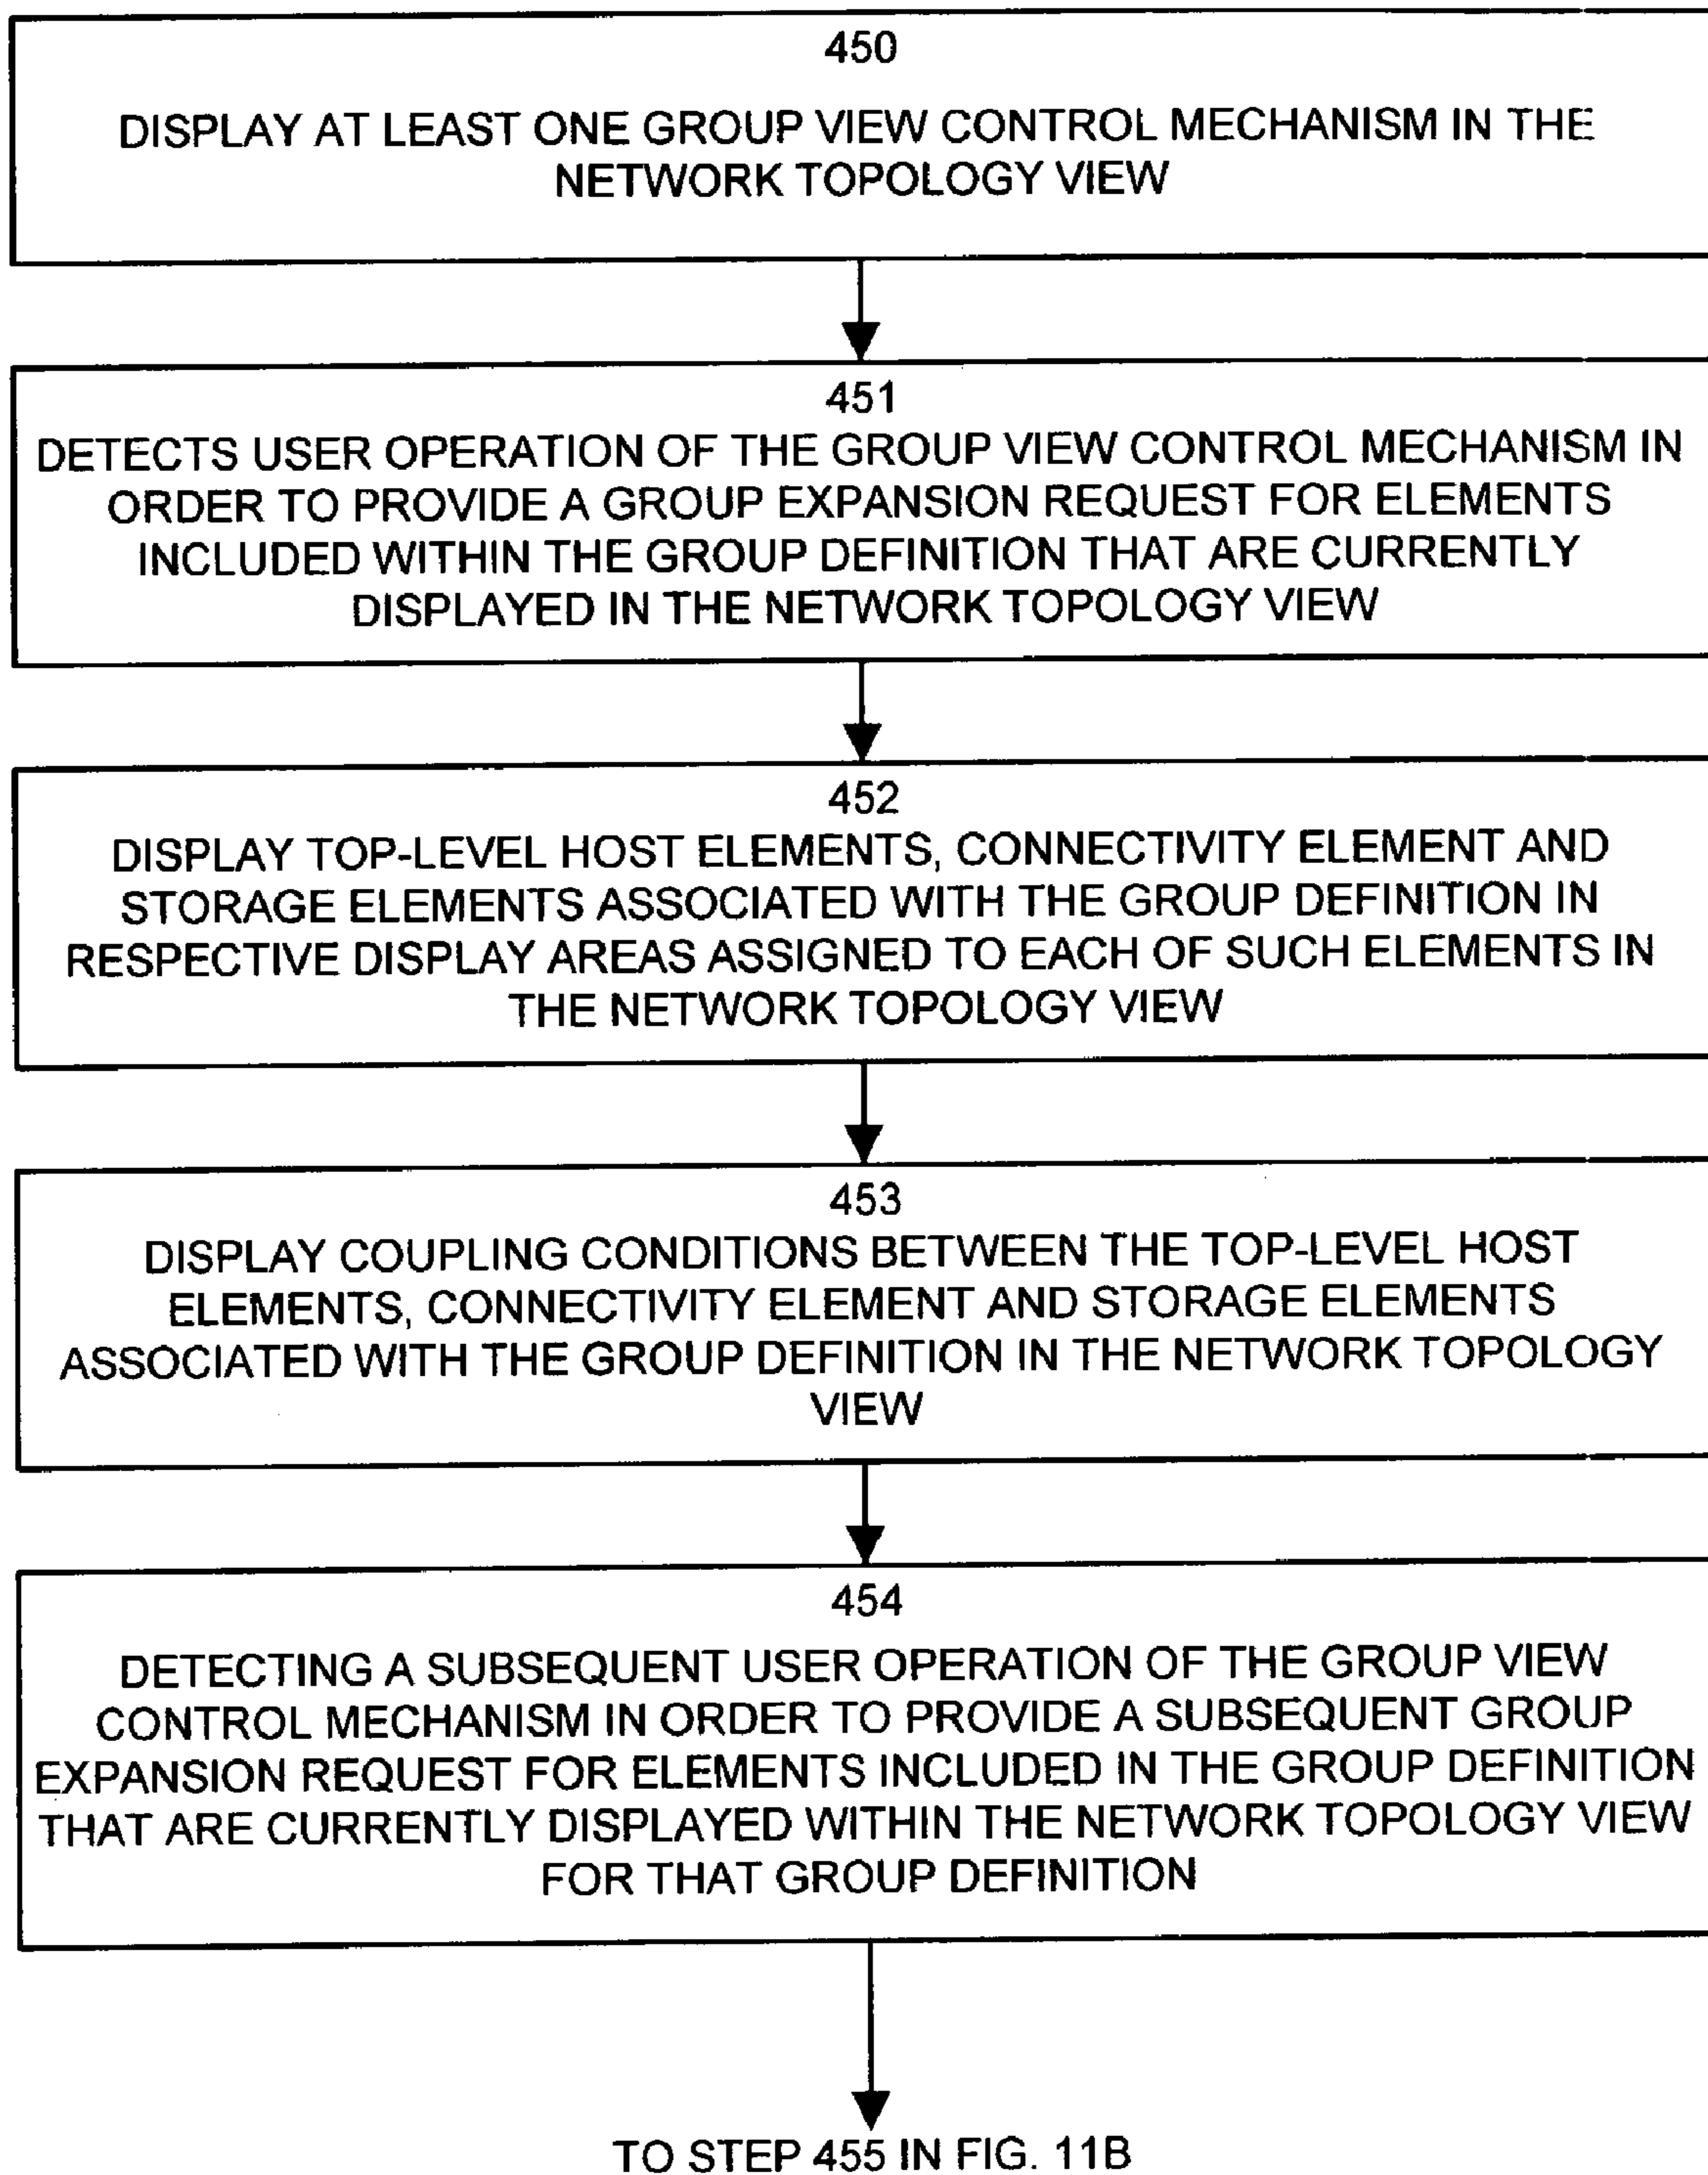 450
DISPLAY AT LEAST ONE GROUP VIEW CONTROL MECHANISM IN THE
NETWORK TOPOLOGY VIEW
451
DETECTS USER OPERATION OF THE GROUP VIEW CONTROL MECHANISM IN
ORDER TO PROVIDE A GROUP EXPANSION REQUEST FOR ELEMENTS
INCLUDED WITHIN THE GROUP DEFINITION THAT ARE CURRENTLY
DISPLAYED IN THE NETWORK TOPOLOGY VIEW
452
DISPLAY TOP-LEVEL HOST ELEMENTS, CONNECTIVITY ELEMENT AND
STORAGE ELEMENTS ASSOCIATED WITH THE GROUP DEFINITION IN
RESPECTIVE DISPLAY AREAS ASSIGNED TO EACH OF SUCH ELEMENTS IN
THE NETWORK TOPOLOGY VIEW
453
DISPLAY COUPLING CONDITIONS BETWEEN THE TOP-LEVEL HOST
ELEMENTS, CONNECTIVITY ELEMENT AND STORAGE ELEMENTS
ASSOCIATED WITH THE GROUP DEFINITION IN THE NETWORK TOPOLOGY
VIEW
454
DETECTING A SUBSEQUENT USER OPERATION OF THE GROUP VIEW
CONTROL MECHANISM IN ORDER TO PROVIDE A SUBSEQUENT GROUP
EXPANSION REQUEST FOR ELEMENTS INCLUDED IN THE GROUP DEFINITION
THAT ARE CURRENTLY DISPLAYED WITHIN THE NETWORK TOPOLOGY VIEW
FOR THAT GROUP DEFINITION
TO STEP 455 IN FIG. 11B